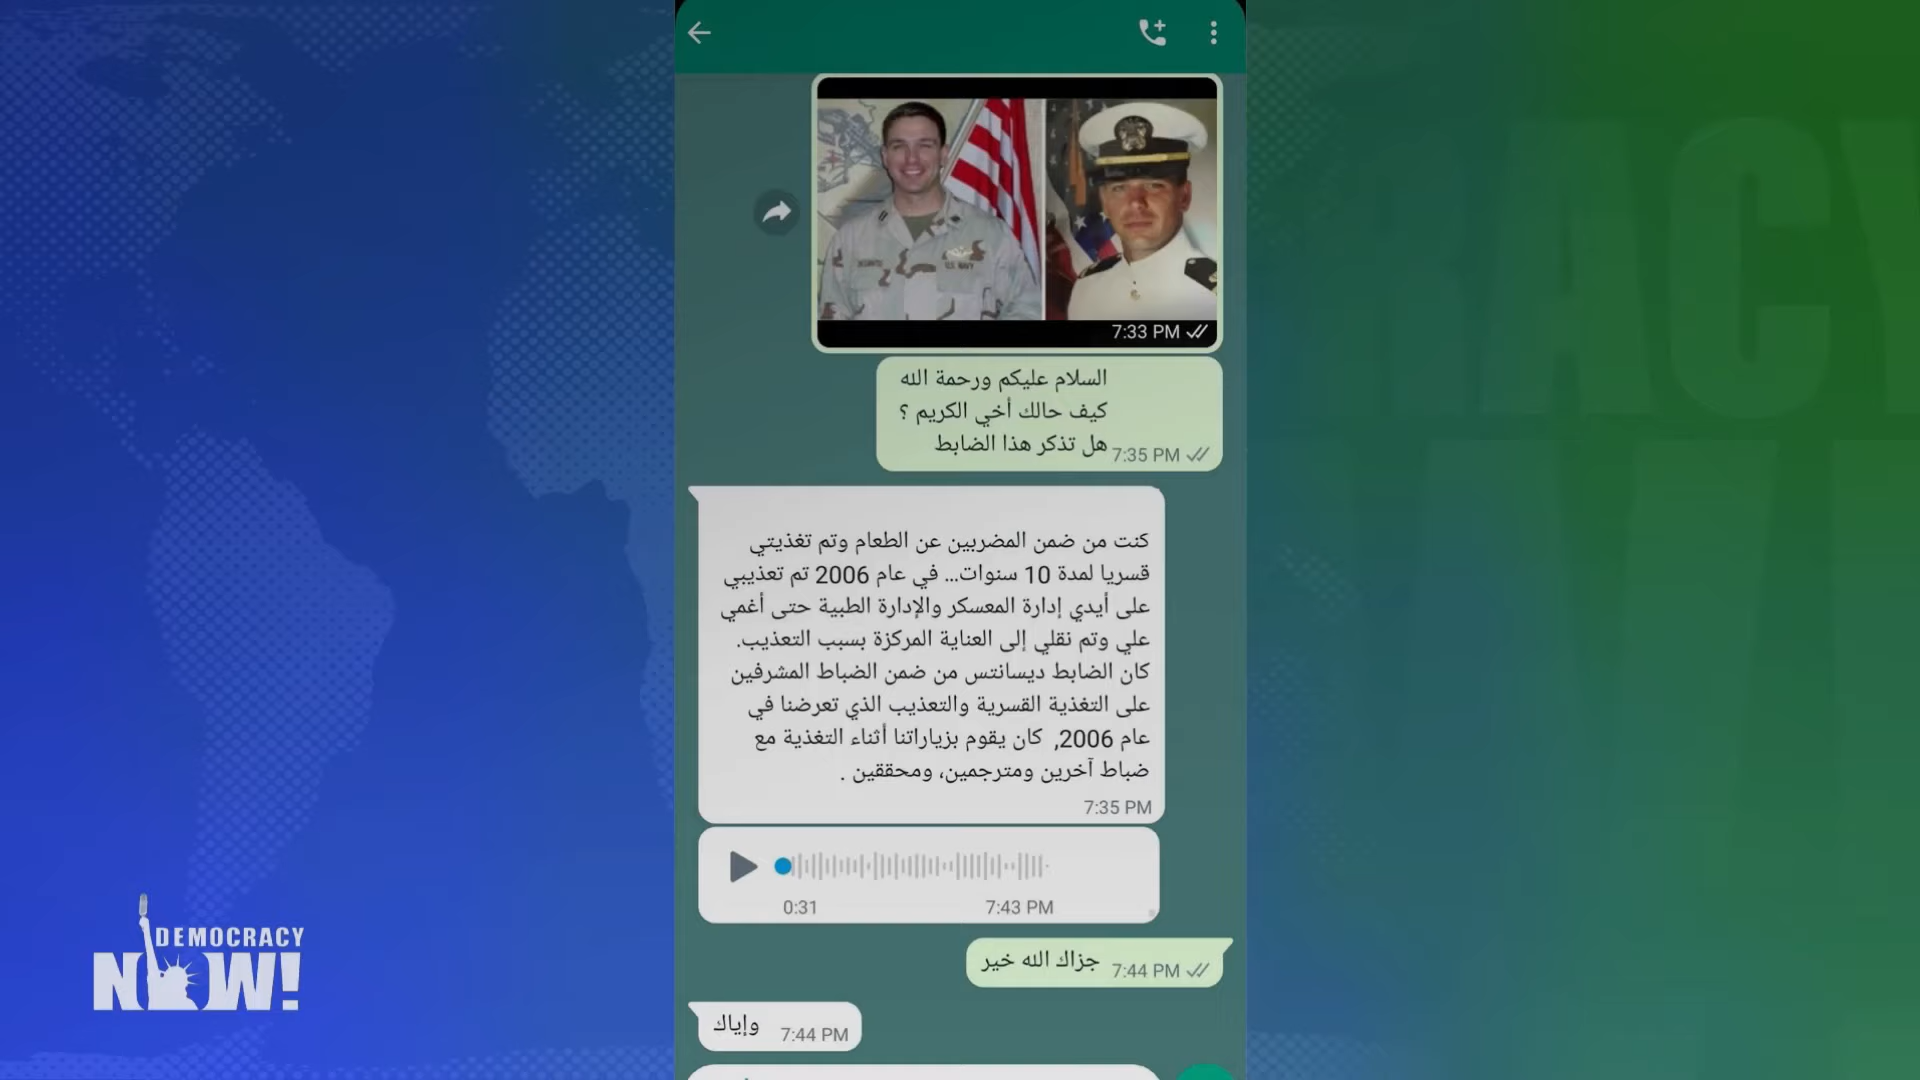 U.S. NAVY
7:33 PM
السلام عليكم ورحمة الله
كيف حالك أخي الكريم ؟
هل تذكر هذا الضابط
7:35 PM
كنت من ضمن المضربين عن الطعام وتم تغذيتي
قسريا لمدة 10 سنوات... في عام 2006 تم تعذيبي
على أيدي إدارة المعسكر والإدارة الطبية حتى أغمي
علي وتم نقلي إلى العناية المركزة بسبب التعذيب.
كان الضابط ديسانتس من ضمن الضباط المشرفين
على التغذية القسرية والتعذيب الذي تعرضنا في
عام 2006, كان يقوم بزياراتنا أثناء التغذية مع
ضباط آخرين ومترجمين، ومحققين .
7:35 PM
0:31
7:43 PM
جزاك الله خير
7:44 PM
وإياك
7:44 PM
DEMOCRACY
NOW!
RACY